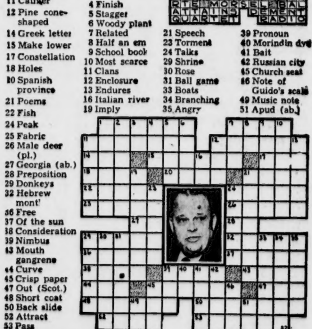 12 Pine cone-
shaped
14 Greek letter
15 Make lower
17 Constellation
18 Holes
20 Spanish
province
21 Poems
22 Fish
24 Peak
25 Fabric
26 Male deer
(pl.)
27 Georgia (ab.)
28 Preposition
29 Donkeys
32 Hebrew
month
36 Free
37 Of the sun
38 Consideration
39 Nimbus
43 Mouth
gangrene
44 Curve
45 Crisp paper
47 Out (Scot.)
48 Short coat
50 Back slide
52 Attract
53 Pass
4 Finish
5 Stagger
6 Woody plant
7 Related
8 Half an em
9 School book
10 Most scarce
11 Clans
12 Enclosure
13 Endures
16 Italian river
19 Imply
21 Speech
23 Torment
24 Talks
29 Shrine
30 Rose
31 Ball game
33 Boats
34 Branching
35 Angry
39 Pronoun
40 Morindin dye
41 Bait
42 Russian city
45 Church seat
46 Note of
Guido's scale
49 Music note
51 Apud (ab.)